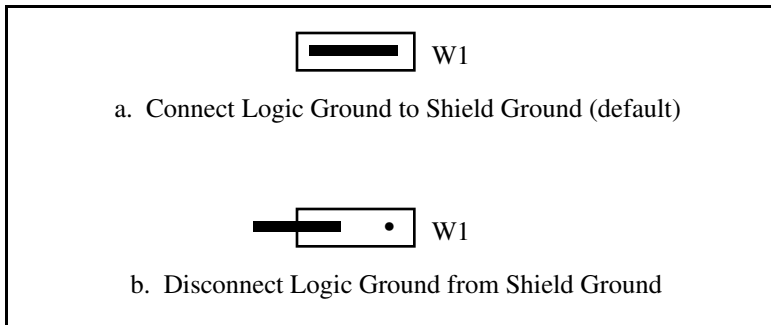 W1
a. Connect Logic Ground to Shield Ground (default)
W1
b. Disconnect Logic Ground from Shield Ground